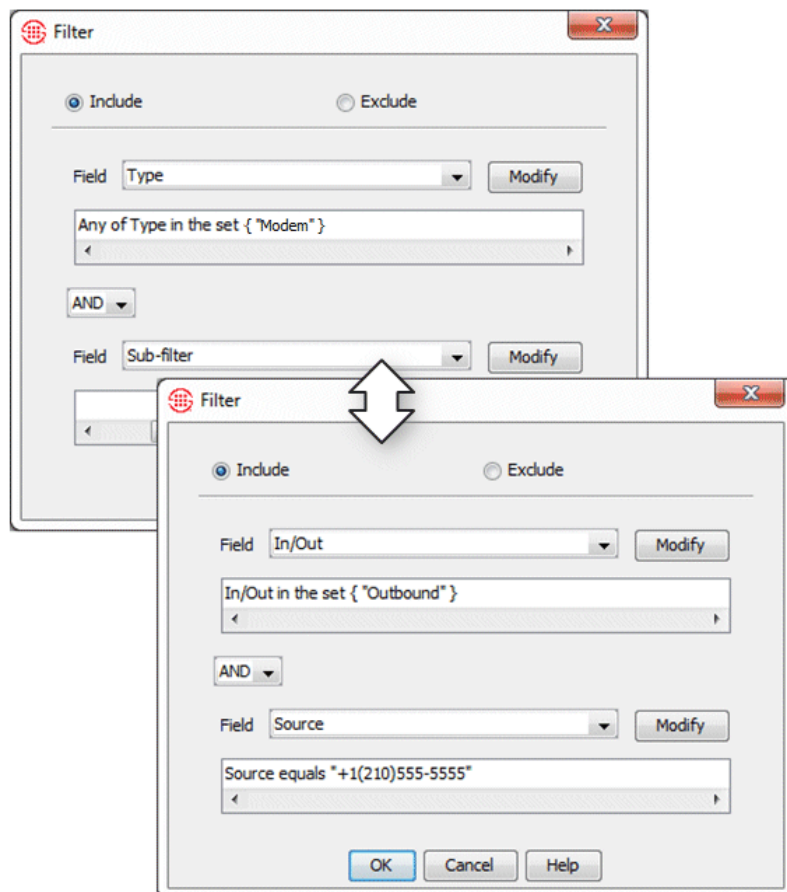 Filter
Include Exclude
Field Type Modify
Any of Type in the set { "Modem" }
AND
Field Sub-filter Modify
Filter
Include Exclude
Field In/Out Modify
In/Out in the set { "Outbound" }
AND
Field Source Modify
Source equals "+1(210)555-5555"
OK Cancel Help